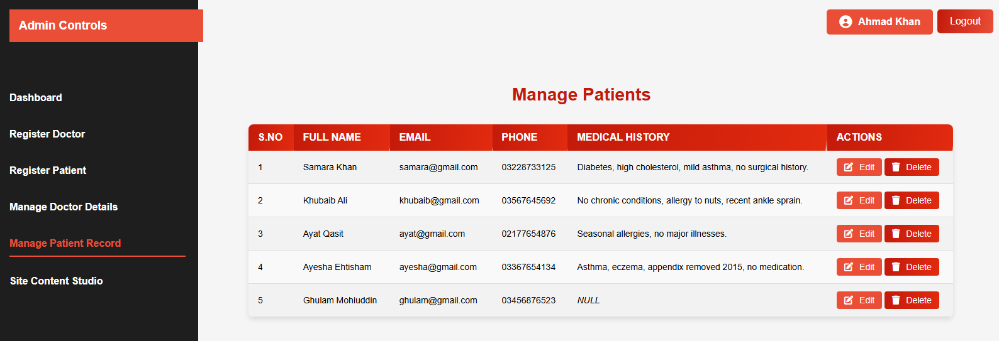 Admin Controls
Ahmad Khan
Logout
Dashboard
Register Doctor
Register Patient
Manage Doctor Details
Manage Patient Record
Site Content Studio
Manage Patients
S.NO FULL NAME EMAIL PHONE MEDICAL HISTORY ACTIONS
1 Samara Khan samara@gmail.com 03228733125 Diabetes, high cholesterol, mild asthma, no surgical history. Edit Delete
2 Khubaib Ali khubaib@gmail.com 03567645692 No chronic conditions, allergy to nuts, recent ankle sprain. Edit Delete
3 Ayat Qasit ayat@gmail.com 02177654876 Seasonal allergies, no major illnesses. Edit Delete
4 Ayesha Ehtisham ayesha@gmail.com 03367654134 Asthma, eczema, appendix removed 2015, no medication. Edit Delete
5 Ghulam Mohiuddin ghulam@gmail.com 03456876523 NULL Edit Delete